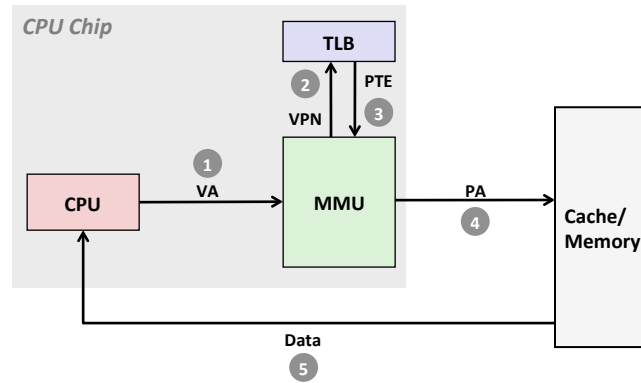 CPU Chip
TLB
2
PTE
VPN
3
1
VA
CPU
MMU
PA
4
Cache/
Memory
Data
5